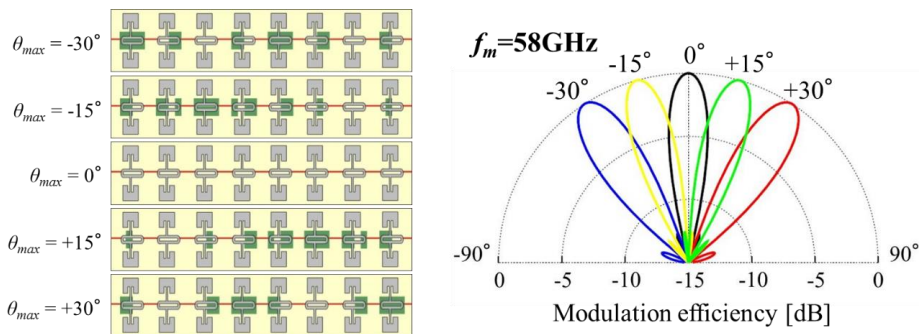 θmax = -30°
θmax = -15°
θmax = 0°
θmax = +15°
θmax = +30°
fm=58GHz
0°
-15° +15°
-30° +30°
-90° 90°
0 -5 -10 -15 -10 -5 0
Modulation efficiency [dB]